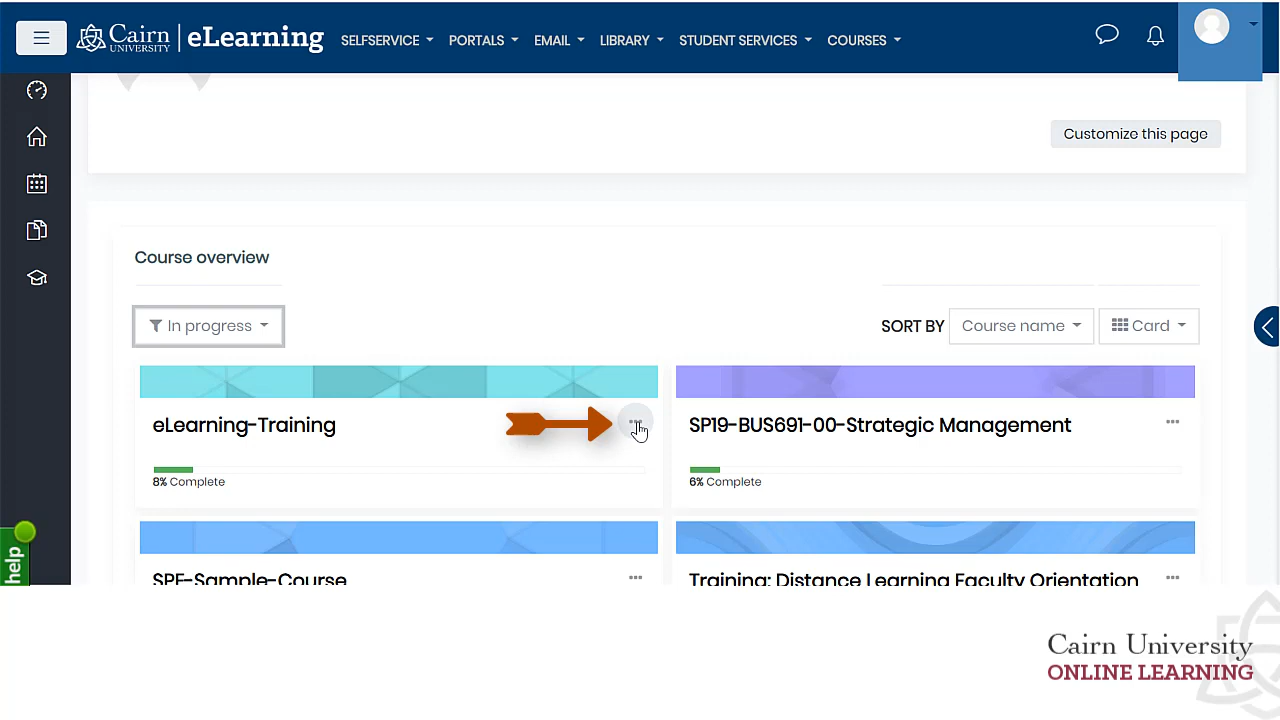 Cairn UNIVERSITY eLearning SELFSERVICE PORTALS EMAIL LIBRARY STUDENT SERVICES COURSES
Customize this page
Course overview
In progress SORT BY Course name Card
eLearning-Training SP19-BUS691-00-Strategic Management
8% Complete 6% Complete
SPF-Sample-Course Training: Distance Learning Faculty Orientation
help
Cairn University
ONLINE LEARNING